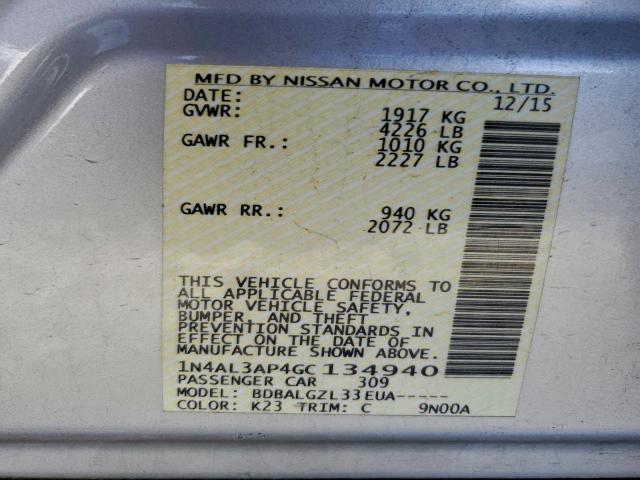 MFD BY NISSAN MOTOR CO., LTD.
DATE: 12/15
GVWR: 1917 KG
4226 LB
GAWR FR.: 1010 KG
2227 LB
GAWR RR.: 940 KG
2072 LB
THIS VEHICLE CONFORMS TO
ALL APPLICABLE FEDERAL
MOTOR VEHICLE SAFETY,
BUMPER, AND THEFT
PREVENTION STANDARDS IN
EFFECT ON THE DATE OF
MANUFACTURE SHOWN ABOVE.
1N4AL3AP4GC134940
PASSENGER CAR 309
MODEL: BDBALGZL33EUA-----
COLOR: K23 TRIM: C 9N00A